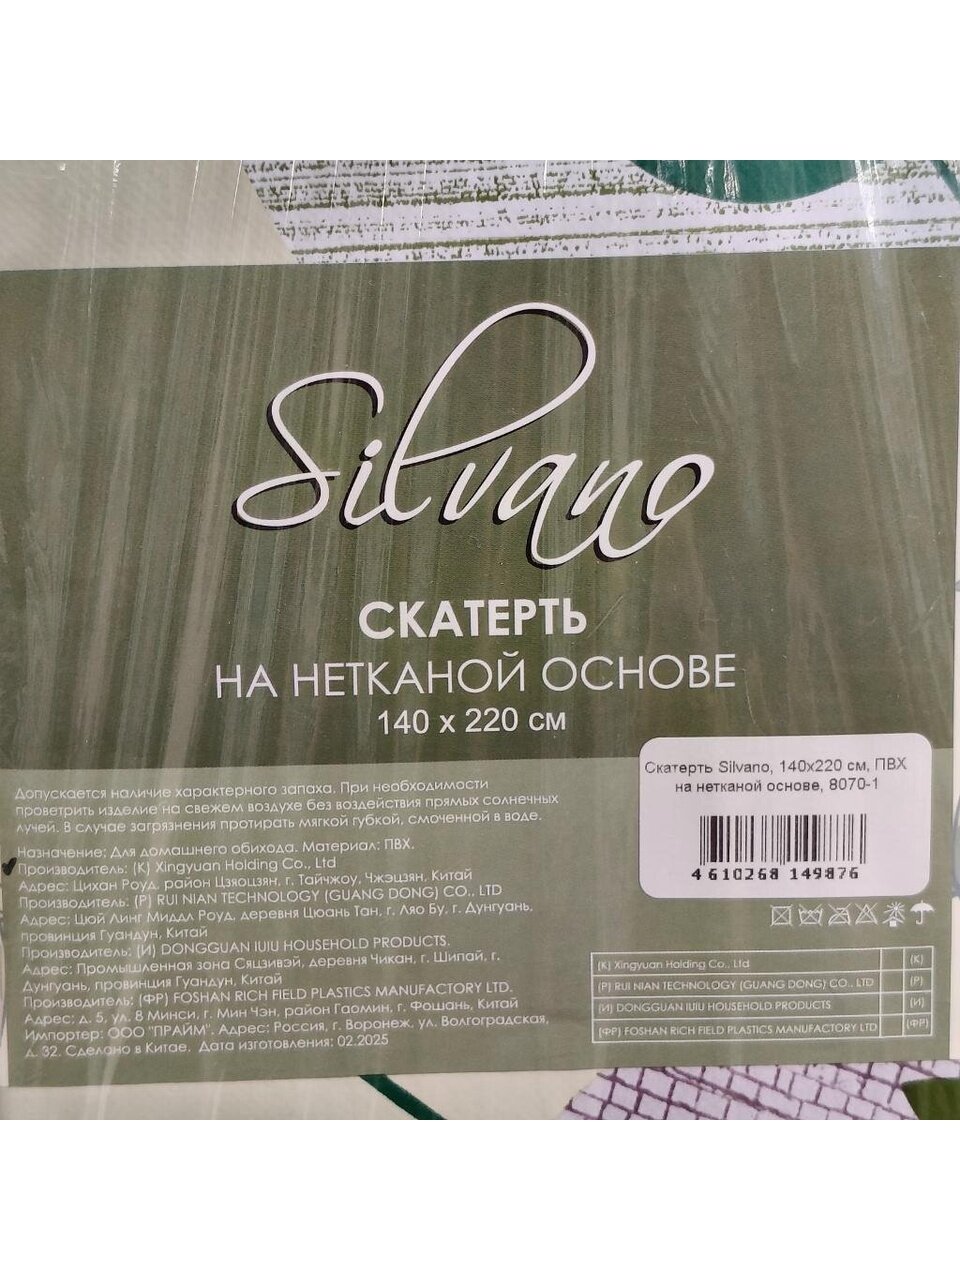 Silvano
СКАТЕРТЬ
НА НЕТКАНОЙ ОСНОВЕ
140 x 220 см
Допускается наличие характерного запаха. При необходимости
проветрить изделие на свежем воздухе без воздействия прямых солнечных
лучей. В случае загрязнения протирать мягкой губкой, смоченной в воде.
Назначение: Для домашнего обихода. Материал: ПВХ.
Производитель: (К) Xingyuan Holding Co., Ltd
Адрес: Цихан Роуд, район Цзяоцзян, г. Тайчжоу, Чжэцзян, Китай
Производитель: (Р) RUI NIAN TECHNOLOGY (GUANG DONG) CO., LTD
Адрес: Цюй Линг Миддл Роуд, деревня Цюань Тан, г. Ляо Бу, г. Дунгуань,
провинция Гуандун, Китай
Производитель: (И) DONGGUAN IUIU HOUSEHOLD PRODUCTS.
Адрес: Промышленная зона Сяцзивэй, деревня Чикан, г. Шипай, г.
Дунгуань, провинция Гуандун, Китай
Производитель: (ФР) FOSHAN RICH FIELD PLASTICS MANUFACTORY LTD.
Адрес: д. 5, ул. 8 Минси, г. Мин Чэн, район Гаомин, г. Фошань, Китай
Импортер: ООО "ПРАЙМ". Адрес: Россия, г. Воронеж, ул. Волгоградская,
д. 32. Сделано в Китае. Дата изготовления: 02.2025
Скатерть Silvano, 140x220 см, ПВХ
на нетканой основе, 8070-1
4 610268 149876
(К) Xingyuan Holding Co., Ltd (К)
(Р) RUI NIAN TECHNOLOGY (GUANG DONG) CO., LTD (Р)
(И) DONGGUAN IUIU HOUSEHOLD PRODUCTS (И)
(ФР) FOSHAN RICH FIELD PLASTICS MANUFACTORY LTD (ФР)